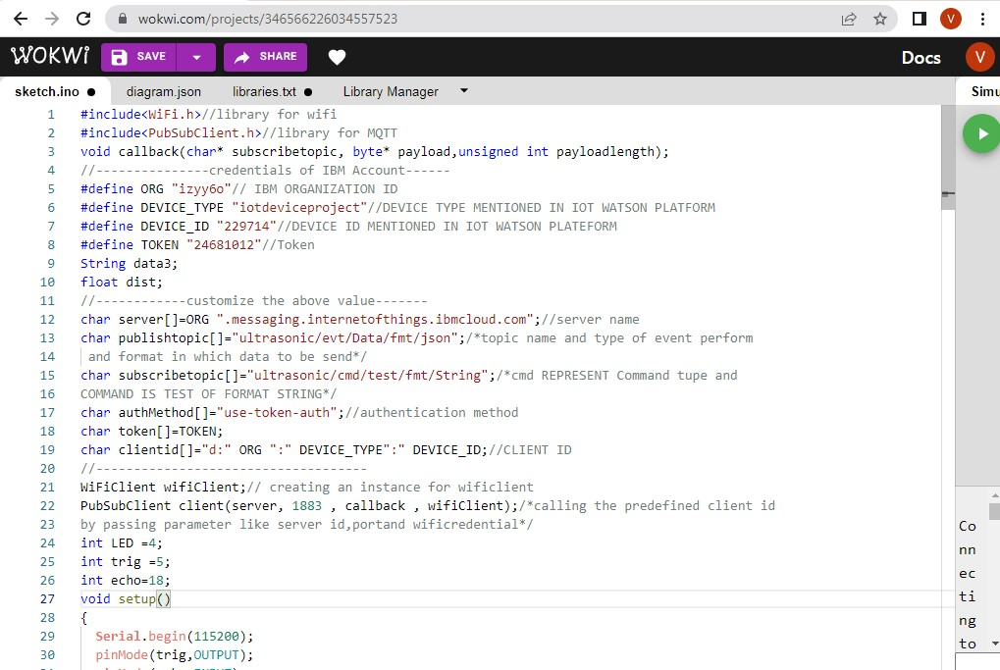 wokwi.com/projects/346566226034557523
V
WOKWI SAVE SHARE Docs V
sketch.ino diagram.json libraries.txt Library Manager Simu
1 #include<WiFi.h>//library for wifi
2 #include<PubSubClient.h>//library for MQTT
3 void callback(char* subscribetopic, byte* payload,unsigned int payloadlength);
4 //---------------credentials of IBM Account------
5 #define ORG "izyy6o"// IBM ORGANIZATION ID
6 #define DEVICE_TYPE "iotdeviceproject"//DEVICE TYPE MENTIONED IN IOT WATSON PLATFORM
7 #define DEVICE_ID "229714"//DEVICE ID MENTIONED IN IOT WATSON PLATEFORM
8 #define TOKEN "24681012"//Token
9 String data3;
10 float dist;
11 //------------customize the above value-------
12 char server[]=ORG ".messaging.internetofthings.ibmcloud.com";//server name
13 char publishtopic[]="ultrasonic/evt/Data/fmt/json";/*topic name and type of event perform
14 and format in which data to be send*/
15 char subscribetopic[]="ultrasonic/cmd/test/fmt/String";/*cmd REPRESENT Command tupe and
16 COMMAND IS TEST OF FORMAT STRING*/
17 char authMethod[]="use-token-auth";//authentication method
18 char token[]=TOKEN;
19 char clientid[]="d:" ORG ":" DEVICE_TYPE":" DEVICE_ID;//CLIENT ID
20 //------------------------------------
21 WiFiClient wifiClient;// creating an instance for wificlient
22 PubSubClient client(server, 1883 , callback , wifiClient);/*calling the predefined client id
23 by passing parameter like server id,portand wificredential*/
24 int LED =4;
25 int trig =5;
26 int echo=18;
27 void setup()
28 {
29 Serial.begin(115200);
30 pinMode(trig,OUTPUT);
Co
nn
ec
ti
ng
to